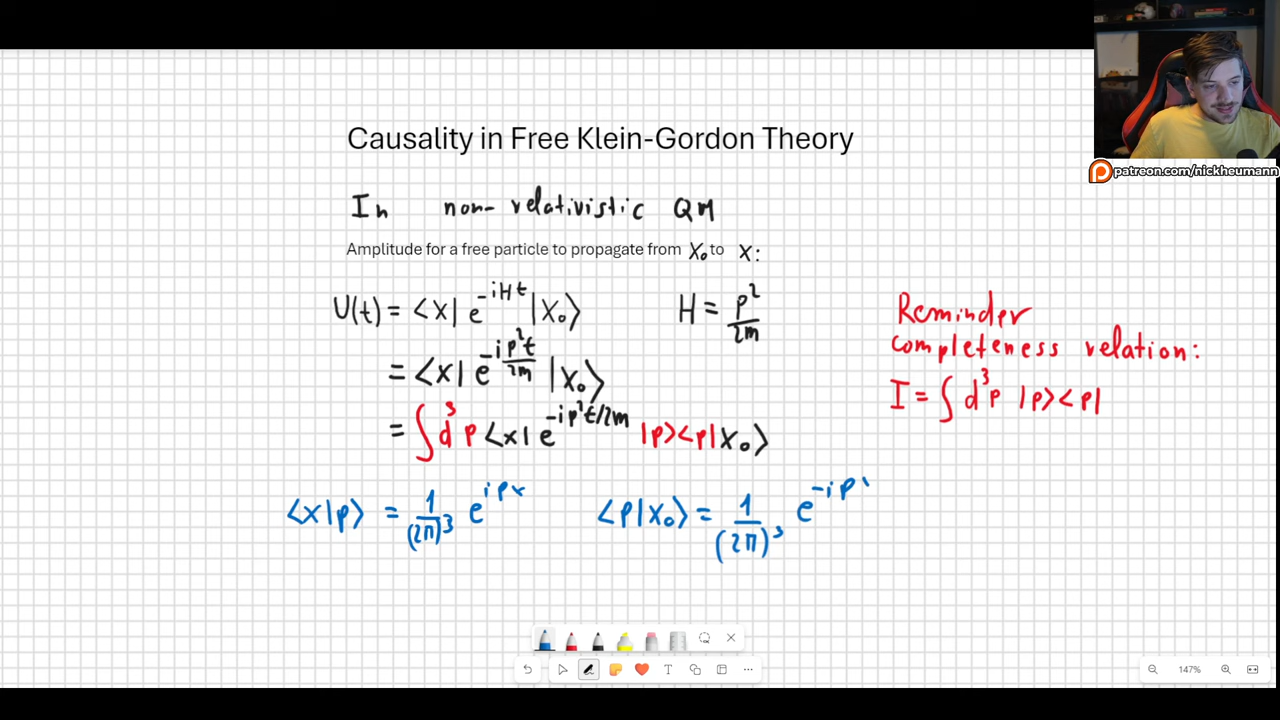 patreon.com/nickheumann
Causality in Free Klein-Gordon Theory
In non-relativistic QM
Amplitude for a free particle to propagate from X₀ to X:
U(t) = ⟨x| e^{-iHt} |x₀⟩ H = p²/2m
= ⟨x| e^{-i p²t/2m} |x₀⟩
= ∫d³p ⟨x| e^{-ip²t/2m} |p⟩⟨p|x₀⟩
Reminder
completeness relation:
I = ∫ d³p |p⟩⟨p|
⟨x|p⟩ = 1/(2π)³ e^{ipx} ⟨p|x₀⟩ = 1/(2π)³ e^{-ip
147%